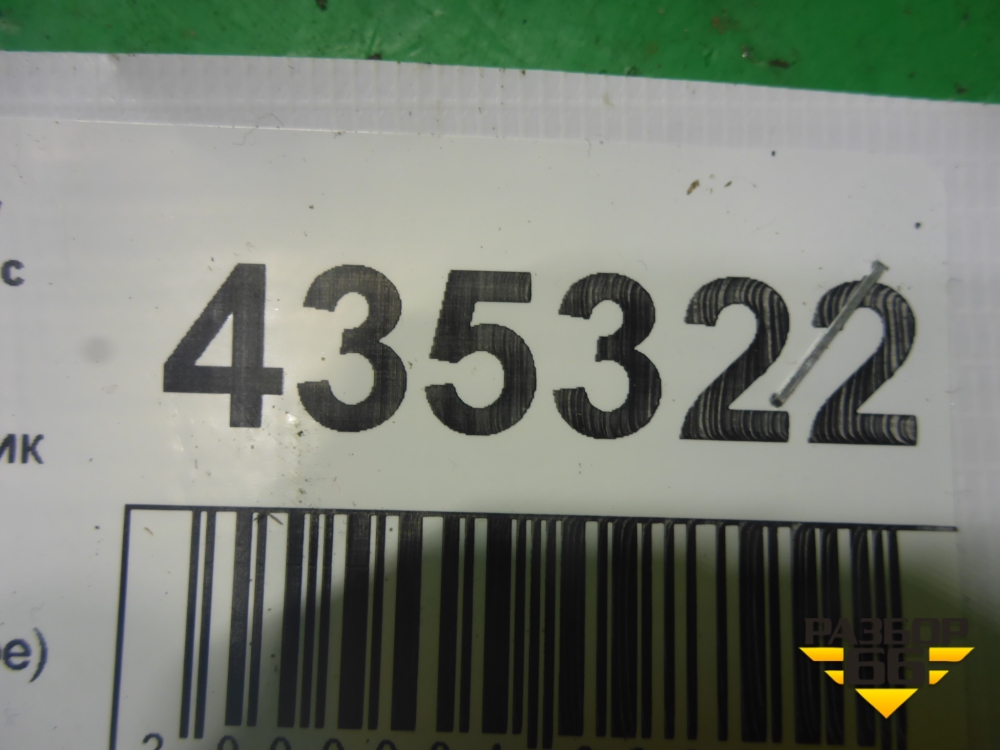 с
435322
ик
е)
РАЗБОР
66